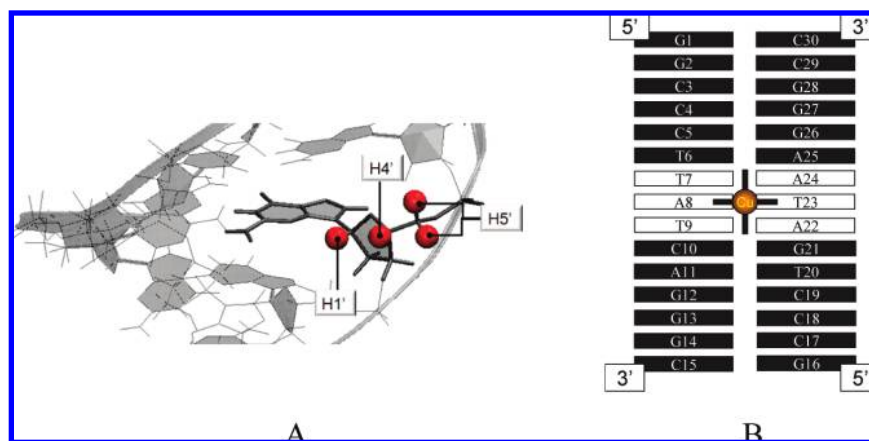 5’ 3’
G1 C30
G2 C29
C3 G28
C4 G27
C5 G26
T6 A25
T7 A24
A8 Cu T23
T9 A22
C10 G21
A11 T20
G12 C19
G13 C18
G14 C17
C15 G16
3’ 5’
H4’
H5’
H1’
A B